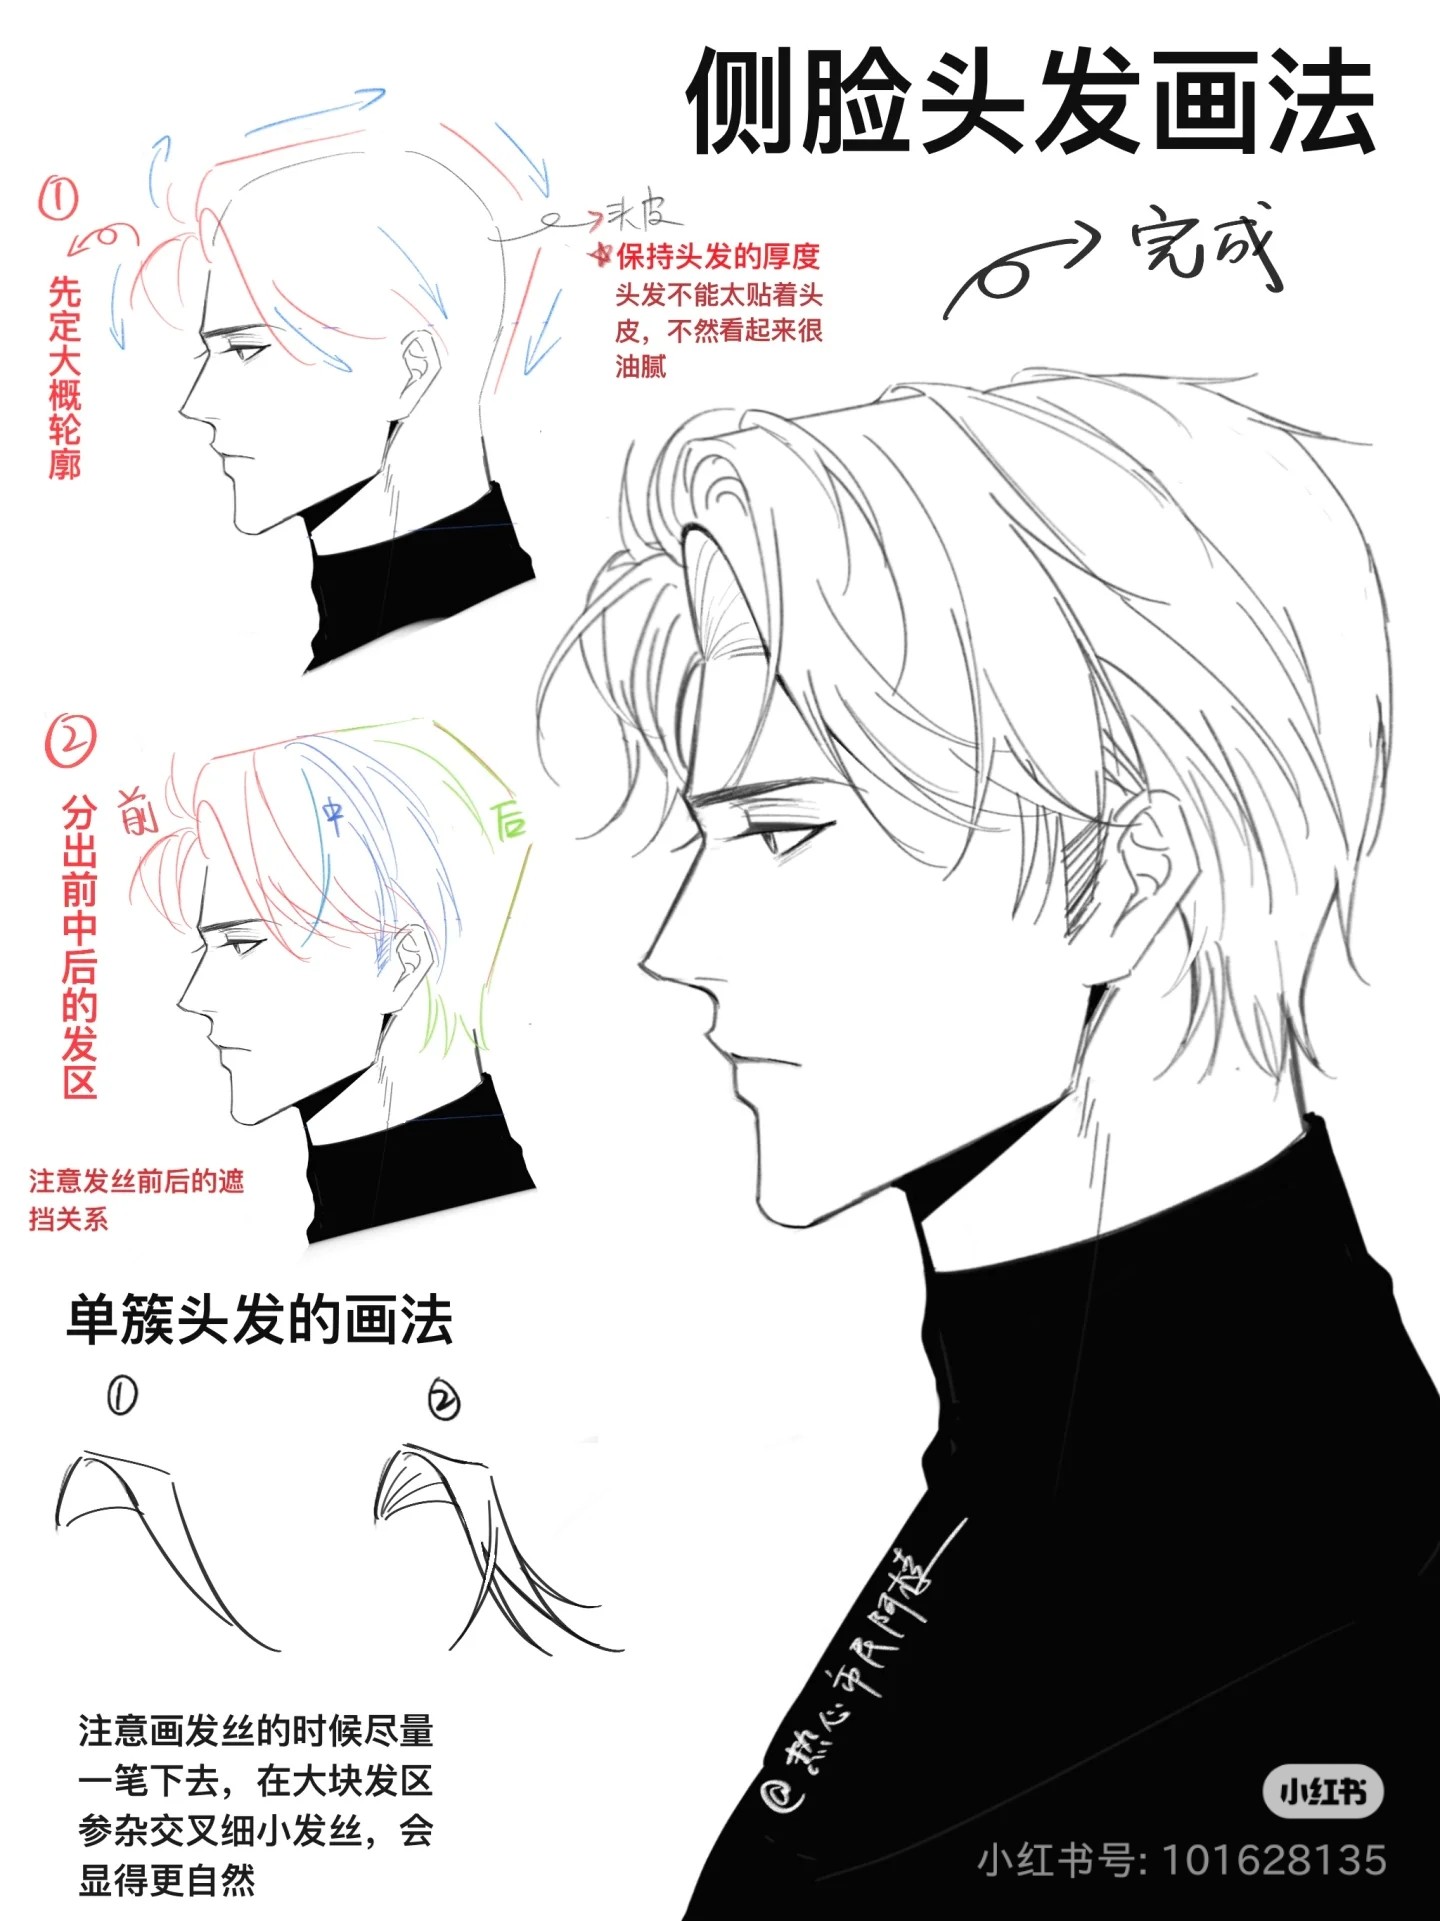 侧脸头发画法
①
先定大概轮廓
头皮
保持头发的厚度
头发不能太贴着头
皮，不然看起来很
油腻
完成
②
分出前中后的发区
前
中
后
注意发丝前后的遮
挡关系
单簇头发的画法
①
②
注意画发丝的时候尽量
一笔下去，在大块发区
参杂交叉细小发丝，会
显得更自然
@热心市民阿楂
小红书
小红书号: 101628135